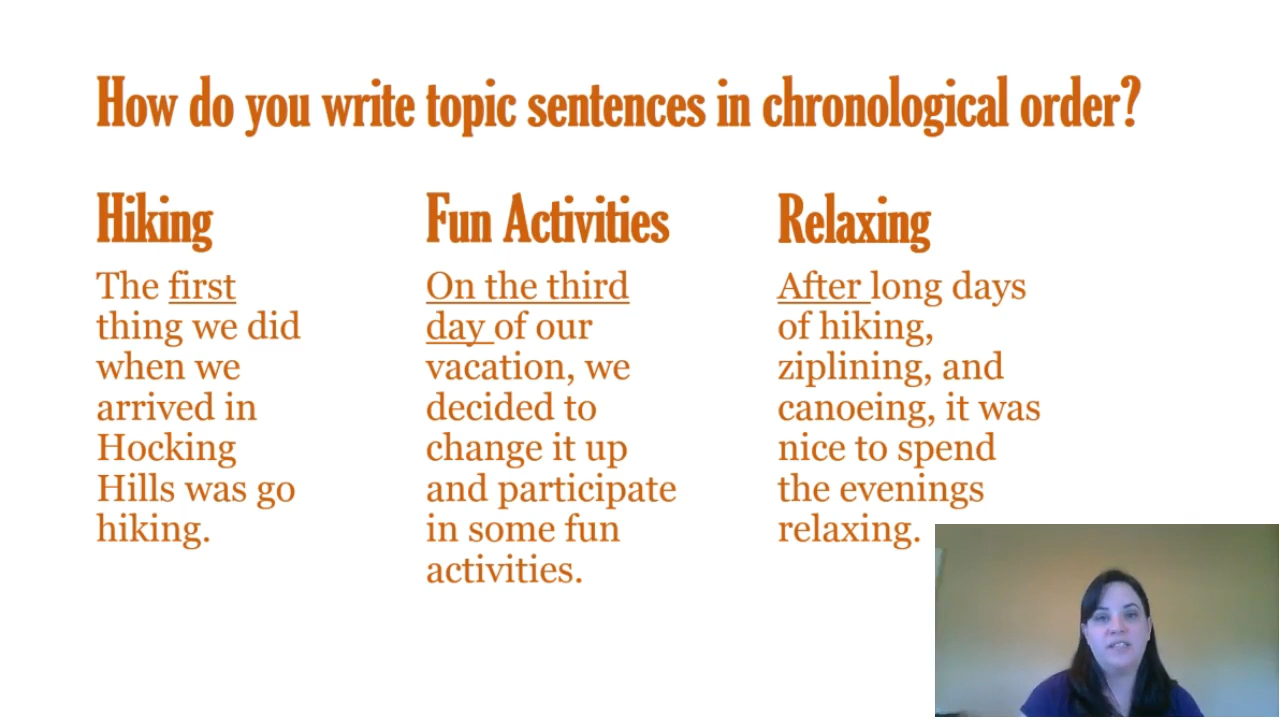 How do you write topic sentences in chronological order?
Hiking
The first
thing we did
when we
arrived in
Hocking
Hills was go
hiking.
Fun Activities
On the third
day of our
vacation, we
decided to
change it up
and participate
in some fun
activities.
Relaxing
After long days
of hiking,
ziplining, and
canoeing, it was
nice to spend
the evenings
relaxing.